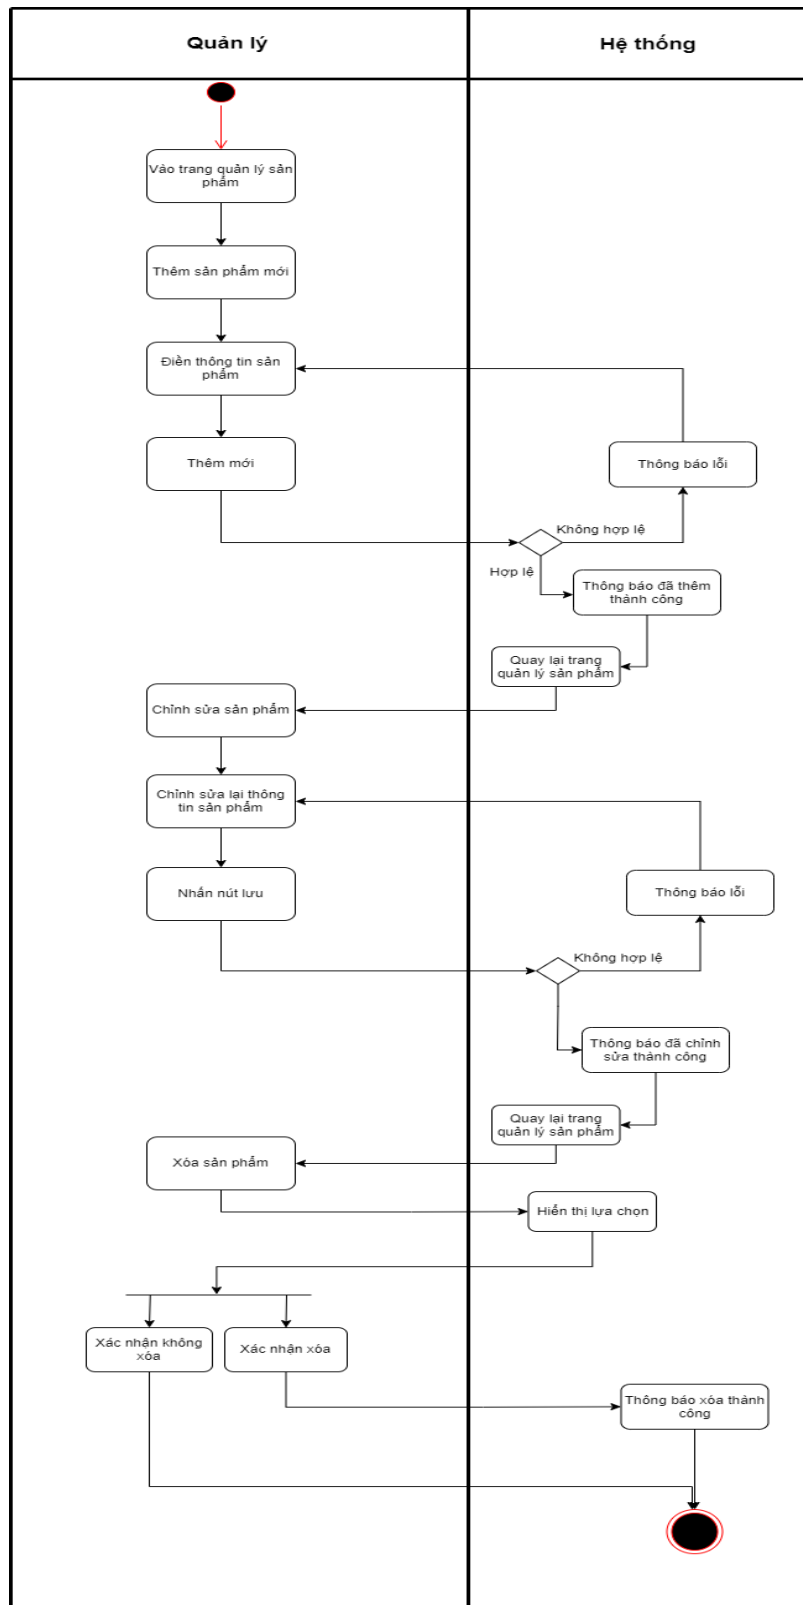 Quản lý
Hệ thống
Vào trang quản lý sản
phẩm
Thêm sản phẩm mới
Điền thông tin sản
phẩm
Thêm mới
Thông báo lỗi
Không hợp lệ
Hợp lệ
Thông báo đã thêm
thành công
Quay lại trang
quản lý sản phẩm
Chỉnh sửa sản phẩm
Chỉnh sửa lại thông
tin sản phẩm
Nhấn nút lưu
Thông báo lỗi
Không hợp lệ
Thông báo đã chỉnh
sửa thành công
Quay lại trang
quản lý sản phẩm
Xóa sản phẩm
Hiển thị lựa chọn
Xác nhận không
xóa
Xác nhận xóa
Thông báo xóa thành
công